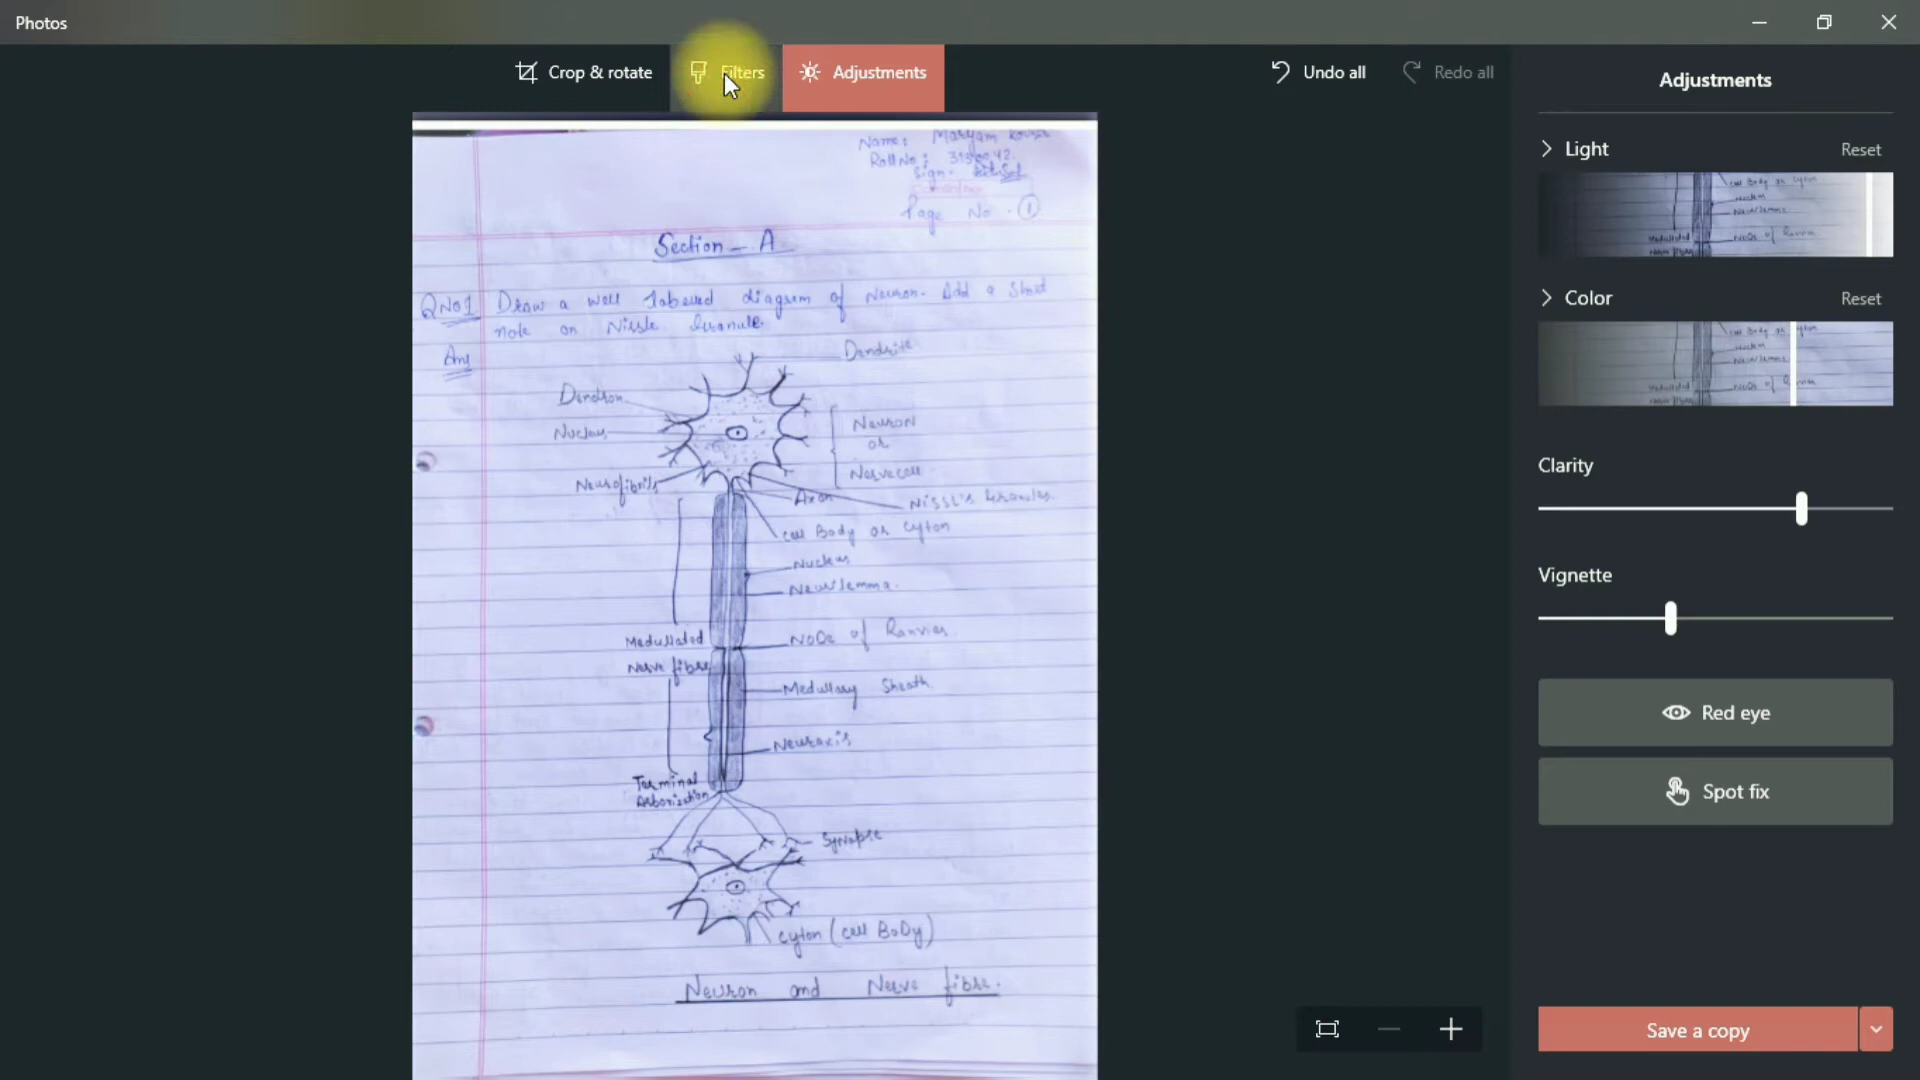 Photos
Crop & rotate
Filters
Adjustments
Undo all
Redo all
Adjustments
Light
Reset
Color
Reset
Clarity
Vignette
Red eye
Spot fix
Save a copy
Name: Maryam
Roll No:
Sign-
Page No. 1
Section - A
QNo1 Draw a well labelled diagram of Neuron. Add a short
note on Nissle Granule.
Ans
Dendrite
Dendron
Nucleus
Neuron
or
Nerve cell
Neurofibrils
Axon
Nissl's Granules.
Cell Body or Cyton
Nucleus
Neurilemma.
Medullated
Node of Ranvier
Nerve fibre
Medullary Sheath
Neuraxis
Terminal
Arborization
Synapse
Cyton (cell BoDy)
Neuron and Nerve fibre.